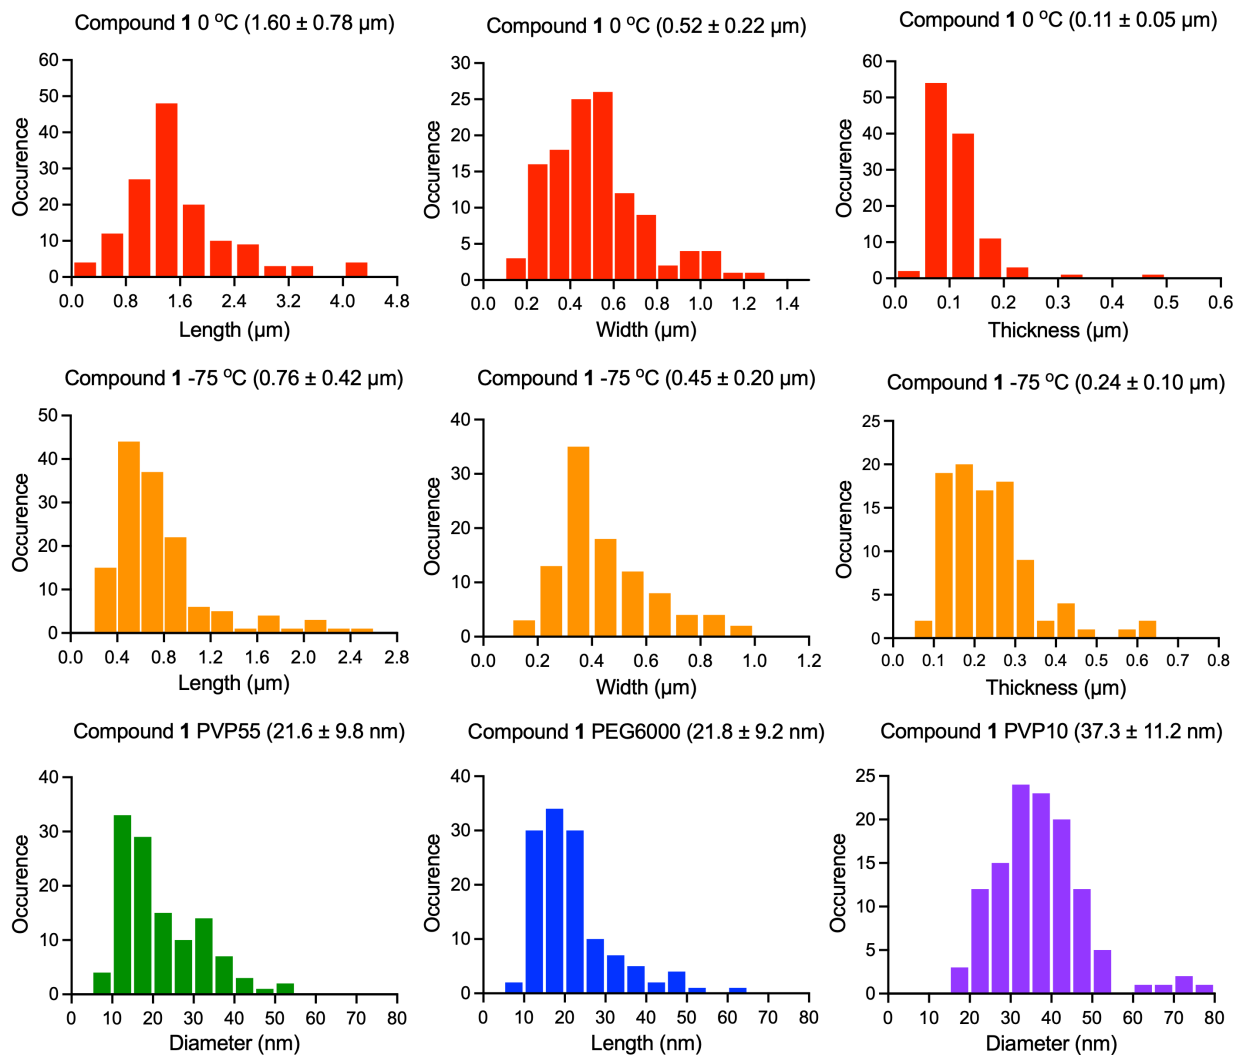 Compound 1 0 °C (1.60 ± 0.78 µm)
Occurence
60
50
40
30
20
10
0
0.0 0.8 1.6 2.4 3.2 4.0 4.8
Length (µm)
Compound 1 0 °C (0.52 ± 0.22 µm)
Occurence
30
25
20
15
10
5
0
0.0 0.2 0.4 0.6 0.8 1.0 1.2 1.4
Width (µm)
Compound 1 0 °C (0.11 ± 0.05 µm)
Occurence
60
50
40
30
20
10
0
0.0 0.1 0.2 0.3 0.4 0.5 0.6
Thickness (µm)
Compound 1 -75 °C (0.76 ± 0.42 µm)
Occurence
50
40
30
20
10
0
0.0 0.4 0.8 1.2 1.6 2.0 2.4 2.8
Length (µm)
Compound 1 -75 °C (0.45 ± 0.20 µm)
Occurence
40
30
20
10
0
0.0 0.2 0.4 0.6 0.8 1.0 1.2
Width (µm)
Compound 1 -75 °C (0.24 ± 0.10 µm)
Occurence
25
20
15
10
5
0
0.0 0.1 0.2 0.3 0.4 0.5 0.6 0.7 0.8
Thickness (µm)
Compound 1 PVP55 (21.6 ± 9.8 nm)
Occurence
40
30
20
10
0
0 10 20 30 40 50 60 70 80
Diameter (nm)
Compound 1 PEG6000 (21.8 ± 9.2 nm)
Occurence
40
30
20
10
0
0 10 20 30 40 50 60 70 80
Length (nm)
Compound 1 PVP10 (37.3 ± 11.2 nm)
Occurence
25
20
15
10
5
0
0 10 20 30 40 50 60 70 80
Diameter (nm)